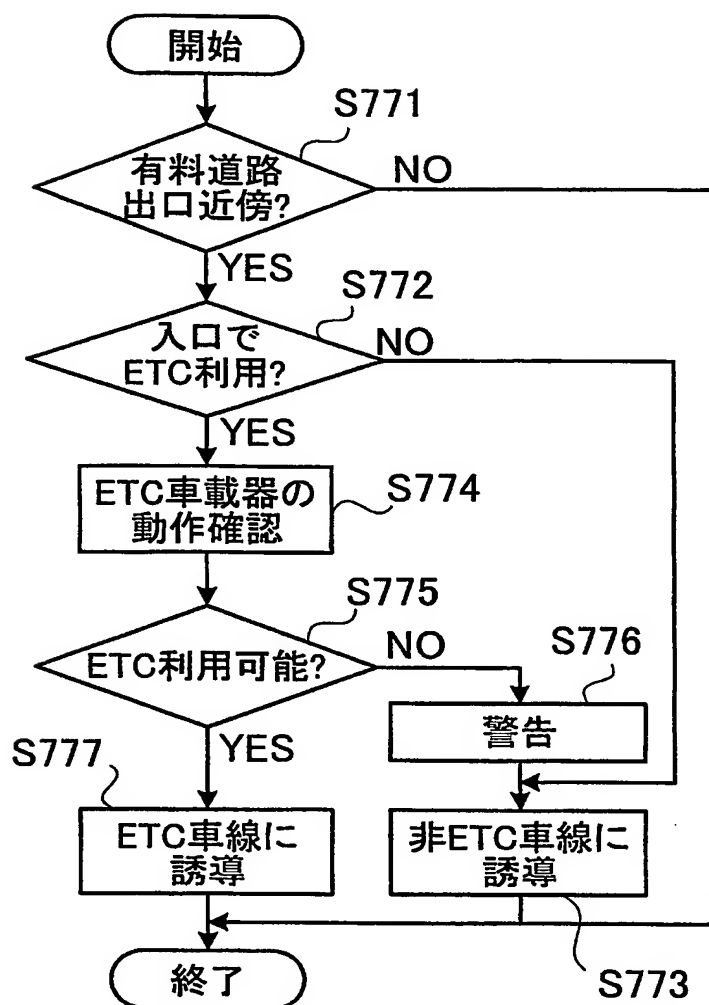 開始
S771
有料道路
出口近傍?
NO
YES
S772
入口で
ETC利用?
NO
YES
ETC車載器の
動作確認
S774
S775
ETC利用可能?
NO
S776
警告
YES
S777
ETC車線に
誘導
非ETC車線に
誘導
終了
S773